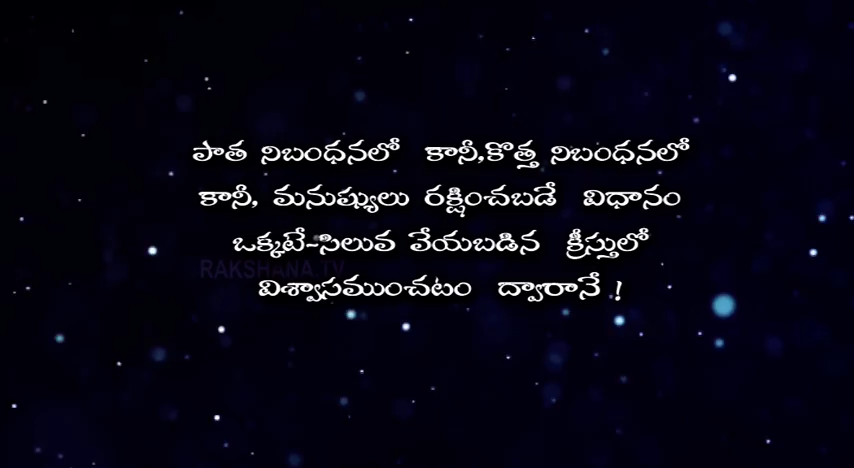 పాత నిబంధనలో కానీ,కొత్త నిబంధనలో
కానీ, మనుష్యులు రక్షించబడే విధానం
ఒక్కటే-సిలువ వేయబడిన క్రీస్తులో
RAKSHANA.TV
విశ్వాసముంచటం ద్వారానే !